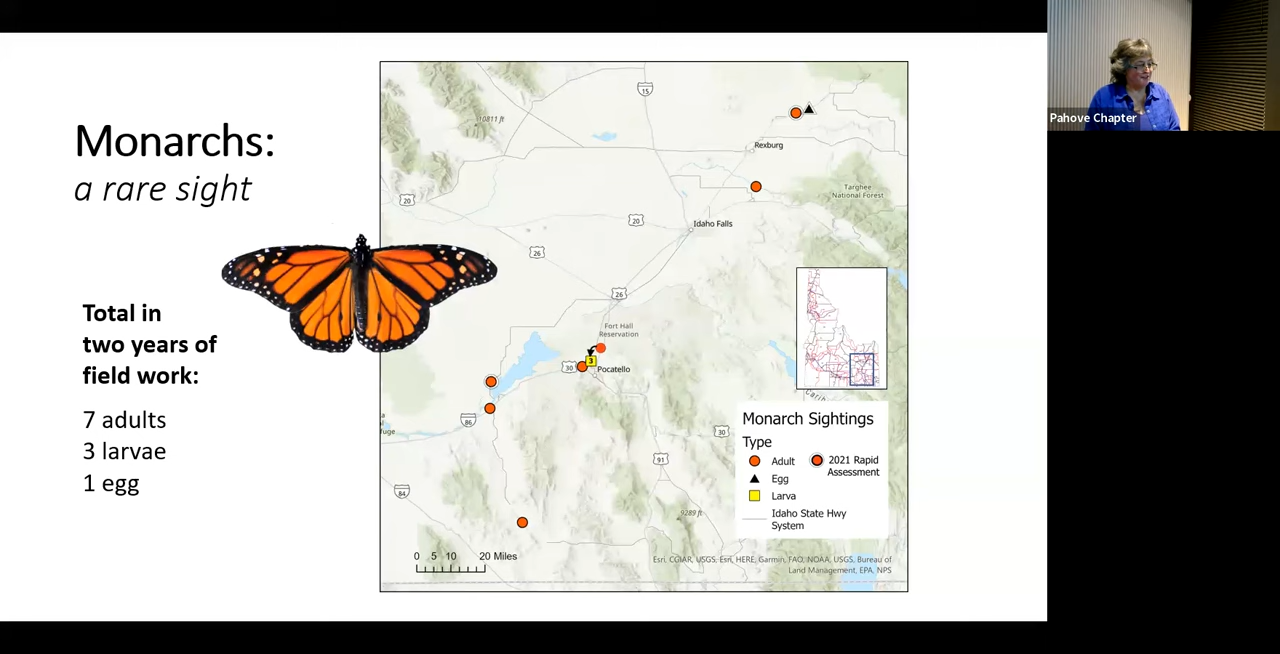 Monarchs:
a rare sight
Total in
two years of
field work:
7 adults
3 larvae
1 egg
15
10811 ft
Rexburg
20
Targhee
National Forest
20
Idaho Falls
26
26
Fort Hall
Reservation
3
30
Pocatello
86
fuge
30
91
84
9289 ft
Carib
Monarch Sightings
Type
Adult
2021 Rapid
Assessment
Egg
Larva
Idaho State Hwy
System
0 5 10 20 Miles
Esri, CGIAR, USGS, Esri, HERE, Garmin, FAO, NOAA, USGS, Bureau of
Land Management, EPA, NPS
Pahove Chapter